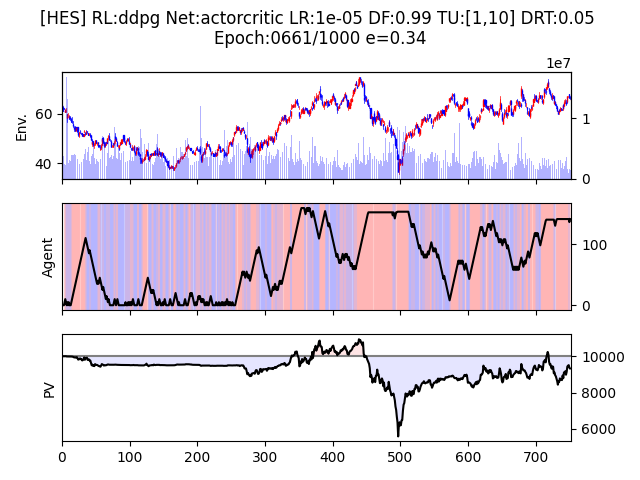 [HES] RL:ddpg Net:actorcritic LR:1e-05 DF:0.99 TU:[1,10] DRT:0.05
Epoch:0661/1000 e=0.34
1e7
Env.
60
40
1
0
Agent
100
0
PV
10000
8000
6000
0 100 200 300 400 500 600 700